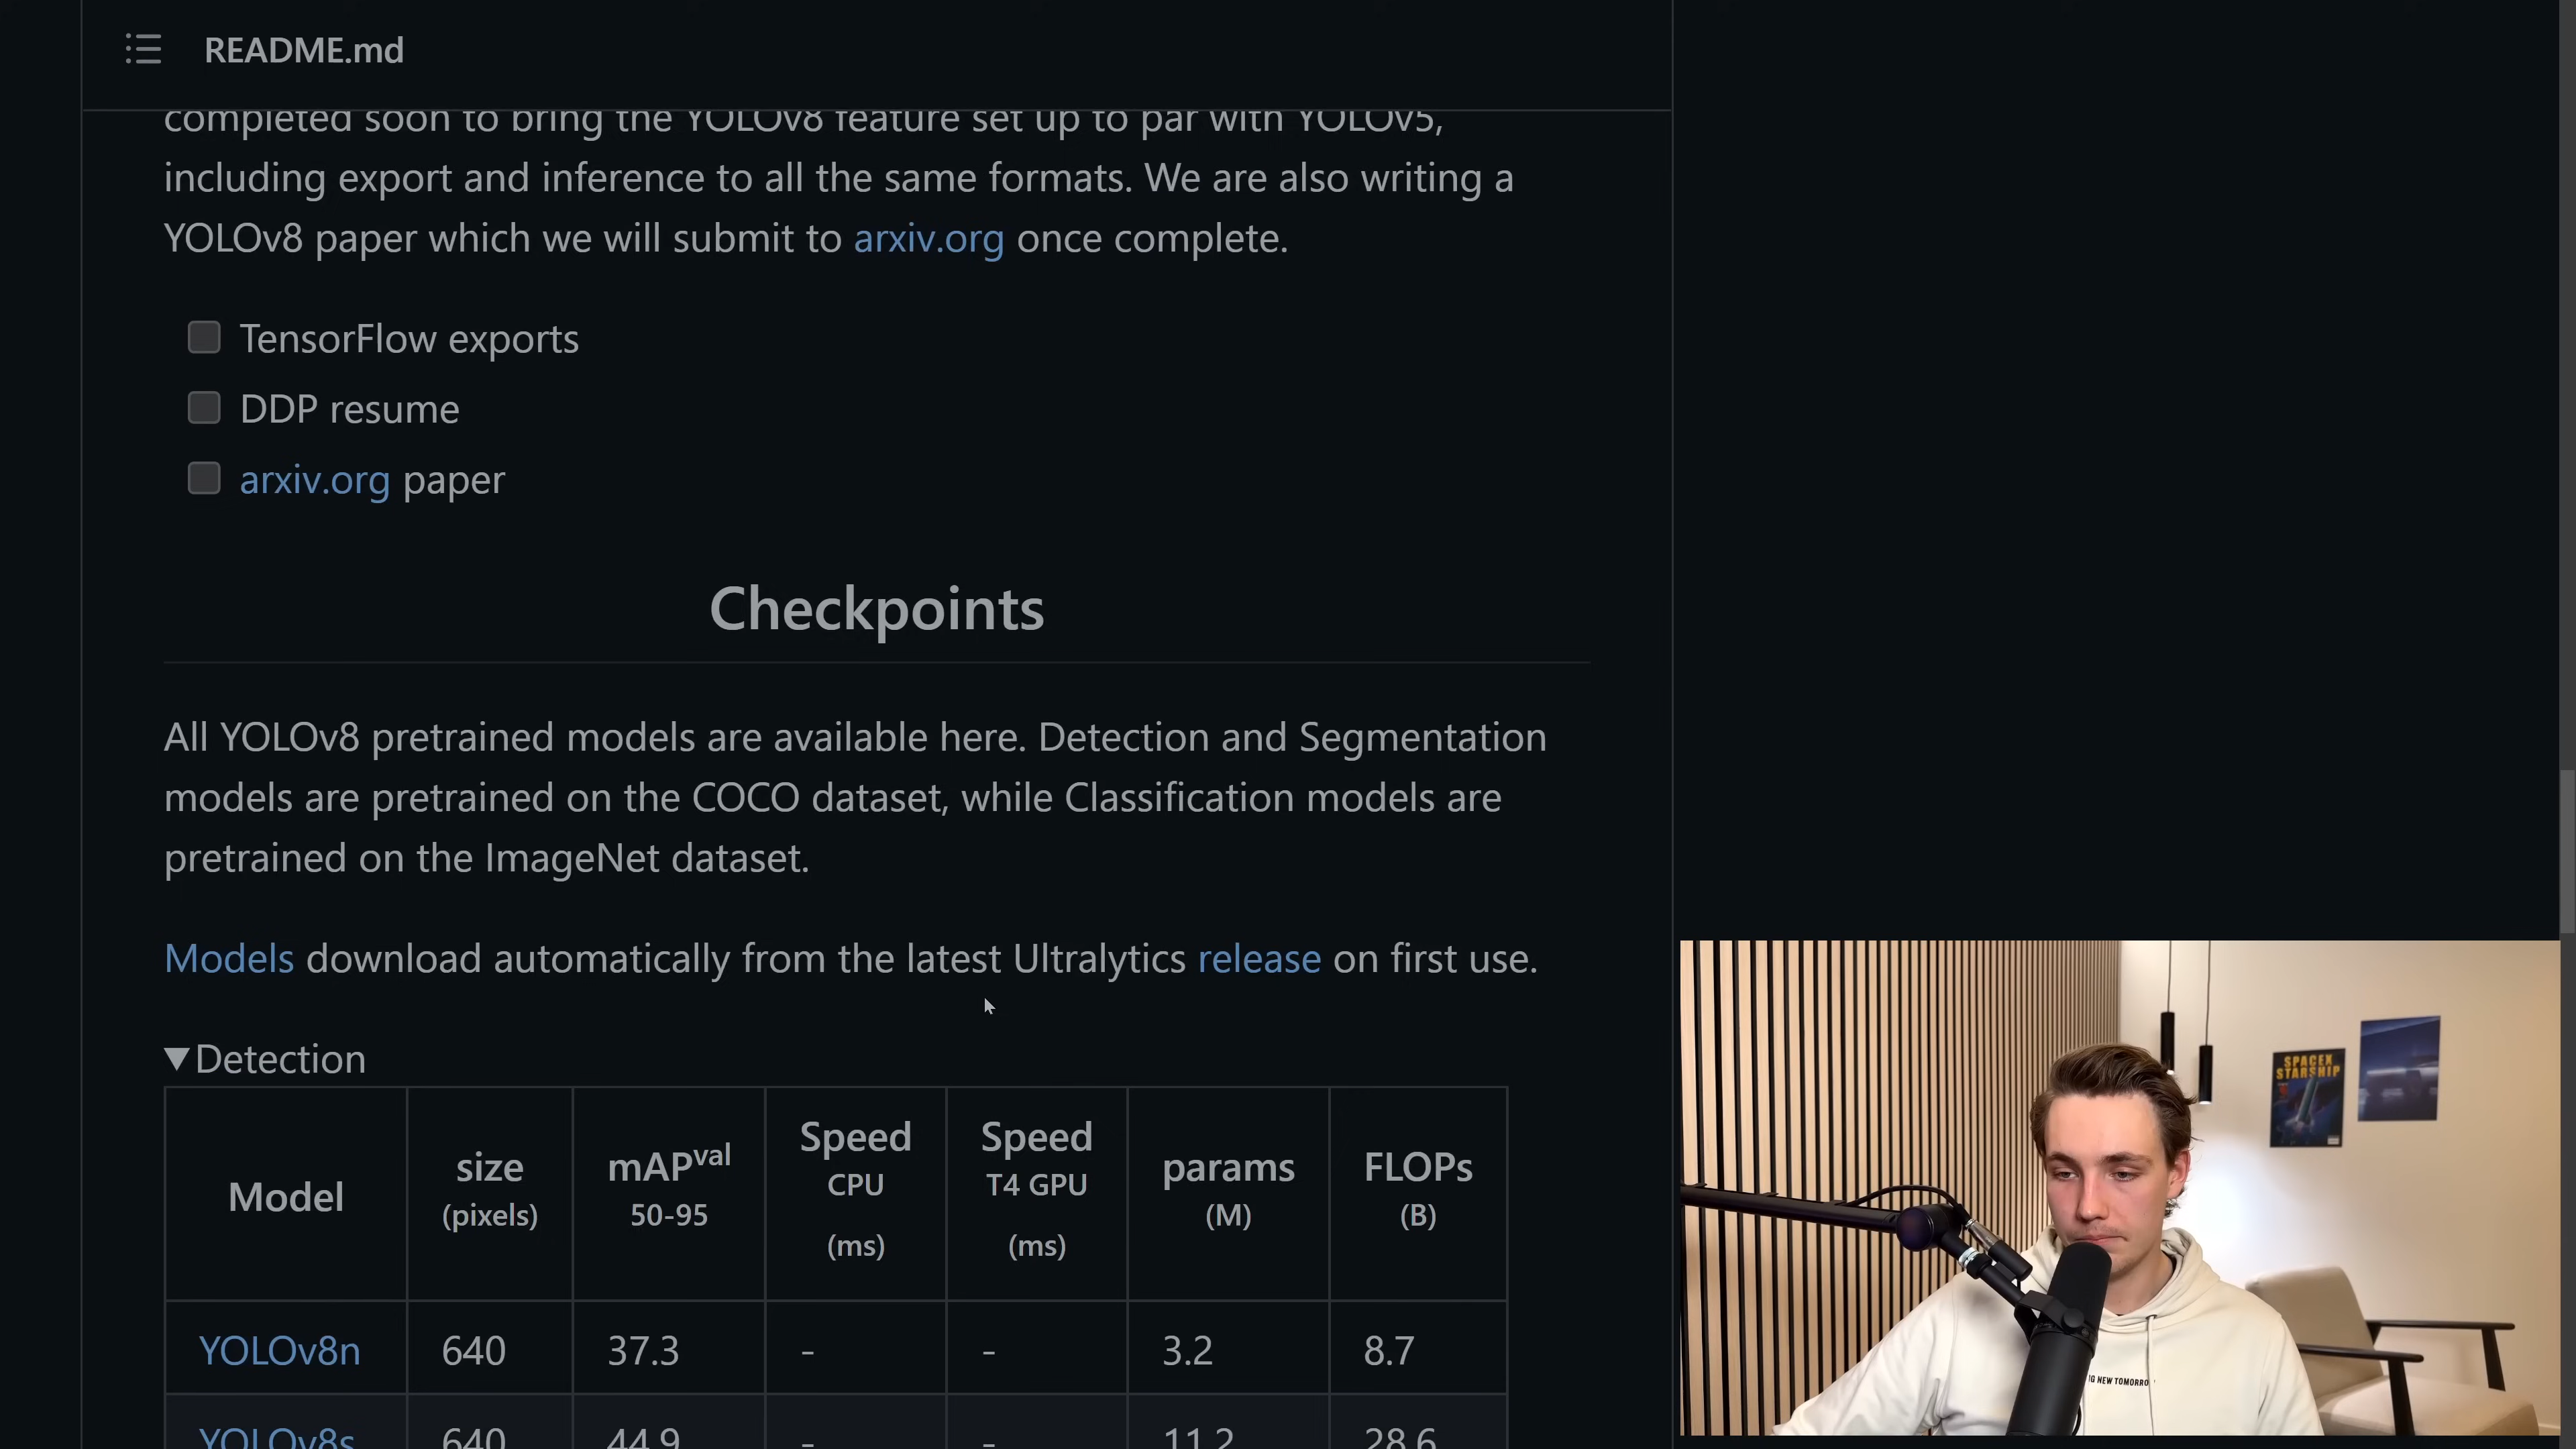 README.md
completed soon to bring the YOLOv8 feature set up to par with YOLOv5,
including export and inference to all the same formats. We are also writing a
YOLOv8 paper which we will submit to arxiv.org once complete.
TensorFlow exports
DDP resume
arxiv.org paper
Checkpoints
All YOLOv8 pretrained models are available here. Detection and Segmentation
models are pretrained on the COCO dataset, while Classification models are
pretrained on the ImageNet dataset.
Models download automatically from the latest Ultralytics release on first use.
▼Detection
Model size (pixels) mAPval 50-95 Speed CPU (ms) Speed T4 GPU (ms) params (M) FLOPs (B)
YOLOv8n 640 37.3 - - 3.2 8.7
YOLOv8s 640 44.9 - - 11.2 28.6
SPACEX
STARSHIP
NEW TOMORRO